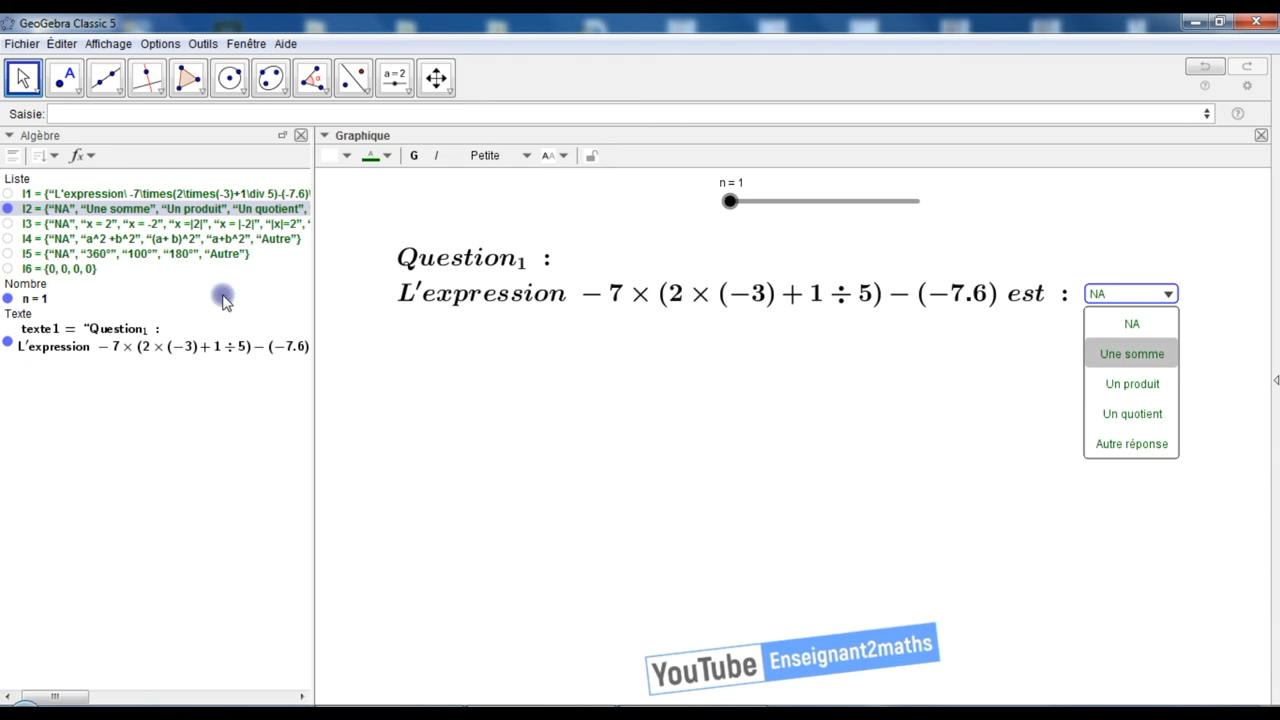 GeoGebra Classic 5
Fichier Éditer Affichage Options Outils Fenêtre Aide
A
α
a = 2
Saisie:
Algèbre
Graphique
fx
A
G
I
Petite
AA
Liste
l1 = {“L'expression\ -7\times(2\times(-3)+1\div 5)-(-7.6)\
l2 = {“NA”, “Une somme”, “Un produit”, “Un quotient”,
l3 = {“NA”, “x = 2”, “x = -2”, “x =|2|”, “x = |-2|”, “|x|=2”, “
l4 = {“NA”, “a^2 +b^2”, “(a+ b)^2”, “a+b^2”, “Autre”}
l5 = {“NA”, “360°”, “100°”, “180°”, “Autre”}
l6 = {0, 0, 0, 0}
Nombre
n = 1
Texte
texte1 = “Question₁ :
L'expression − 7 × (2 × (−3) + 1 ÷ 5) − (−7.6)
n = 1
Question₁ :
L'expression − 7 × (2 × (−3) + 1 ÷ 5) − (−7.6) est :
NA
NA
Une somme
Un produit
Un quotient
Autre réponse
YouTube Enseignant2maths